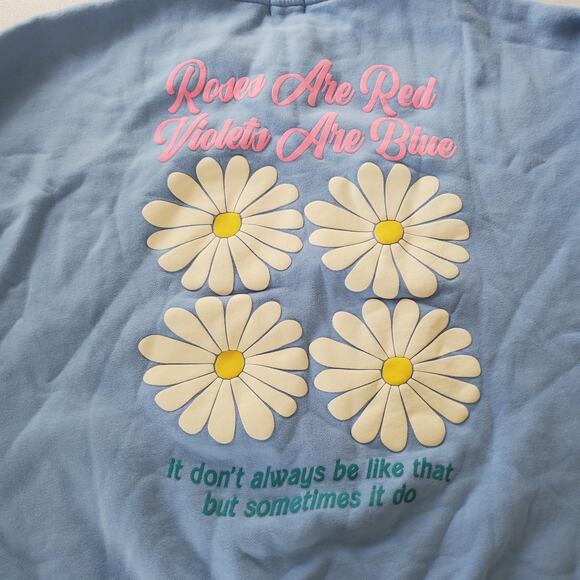 Roses Are Red
Violets Are Blue
It don't always be like that
but sometimes it do